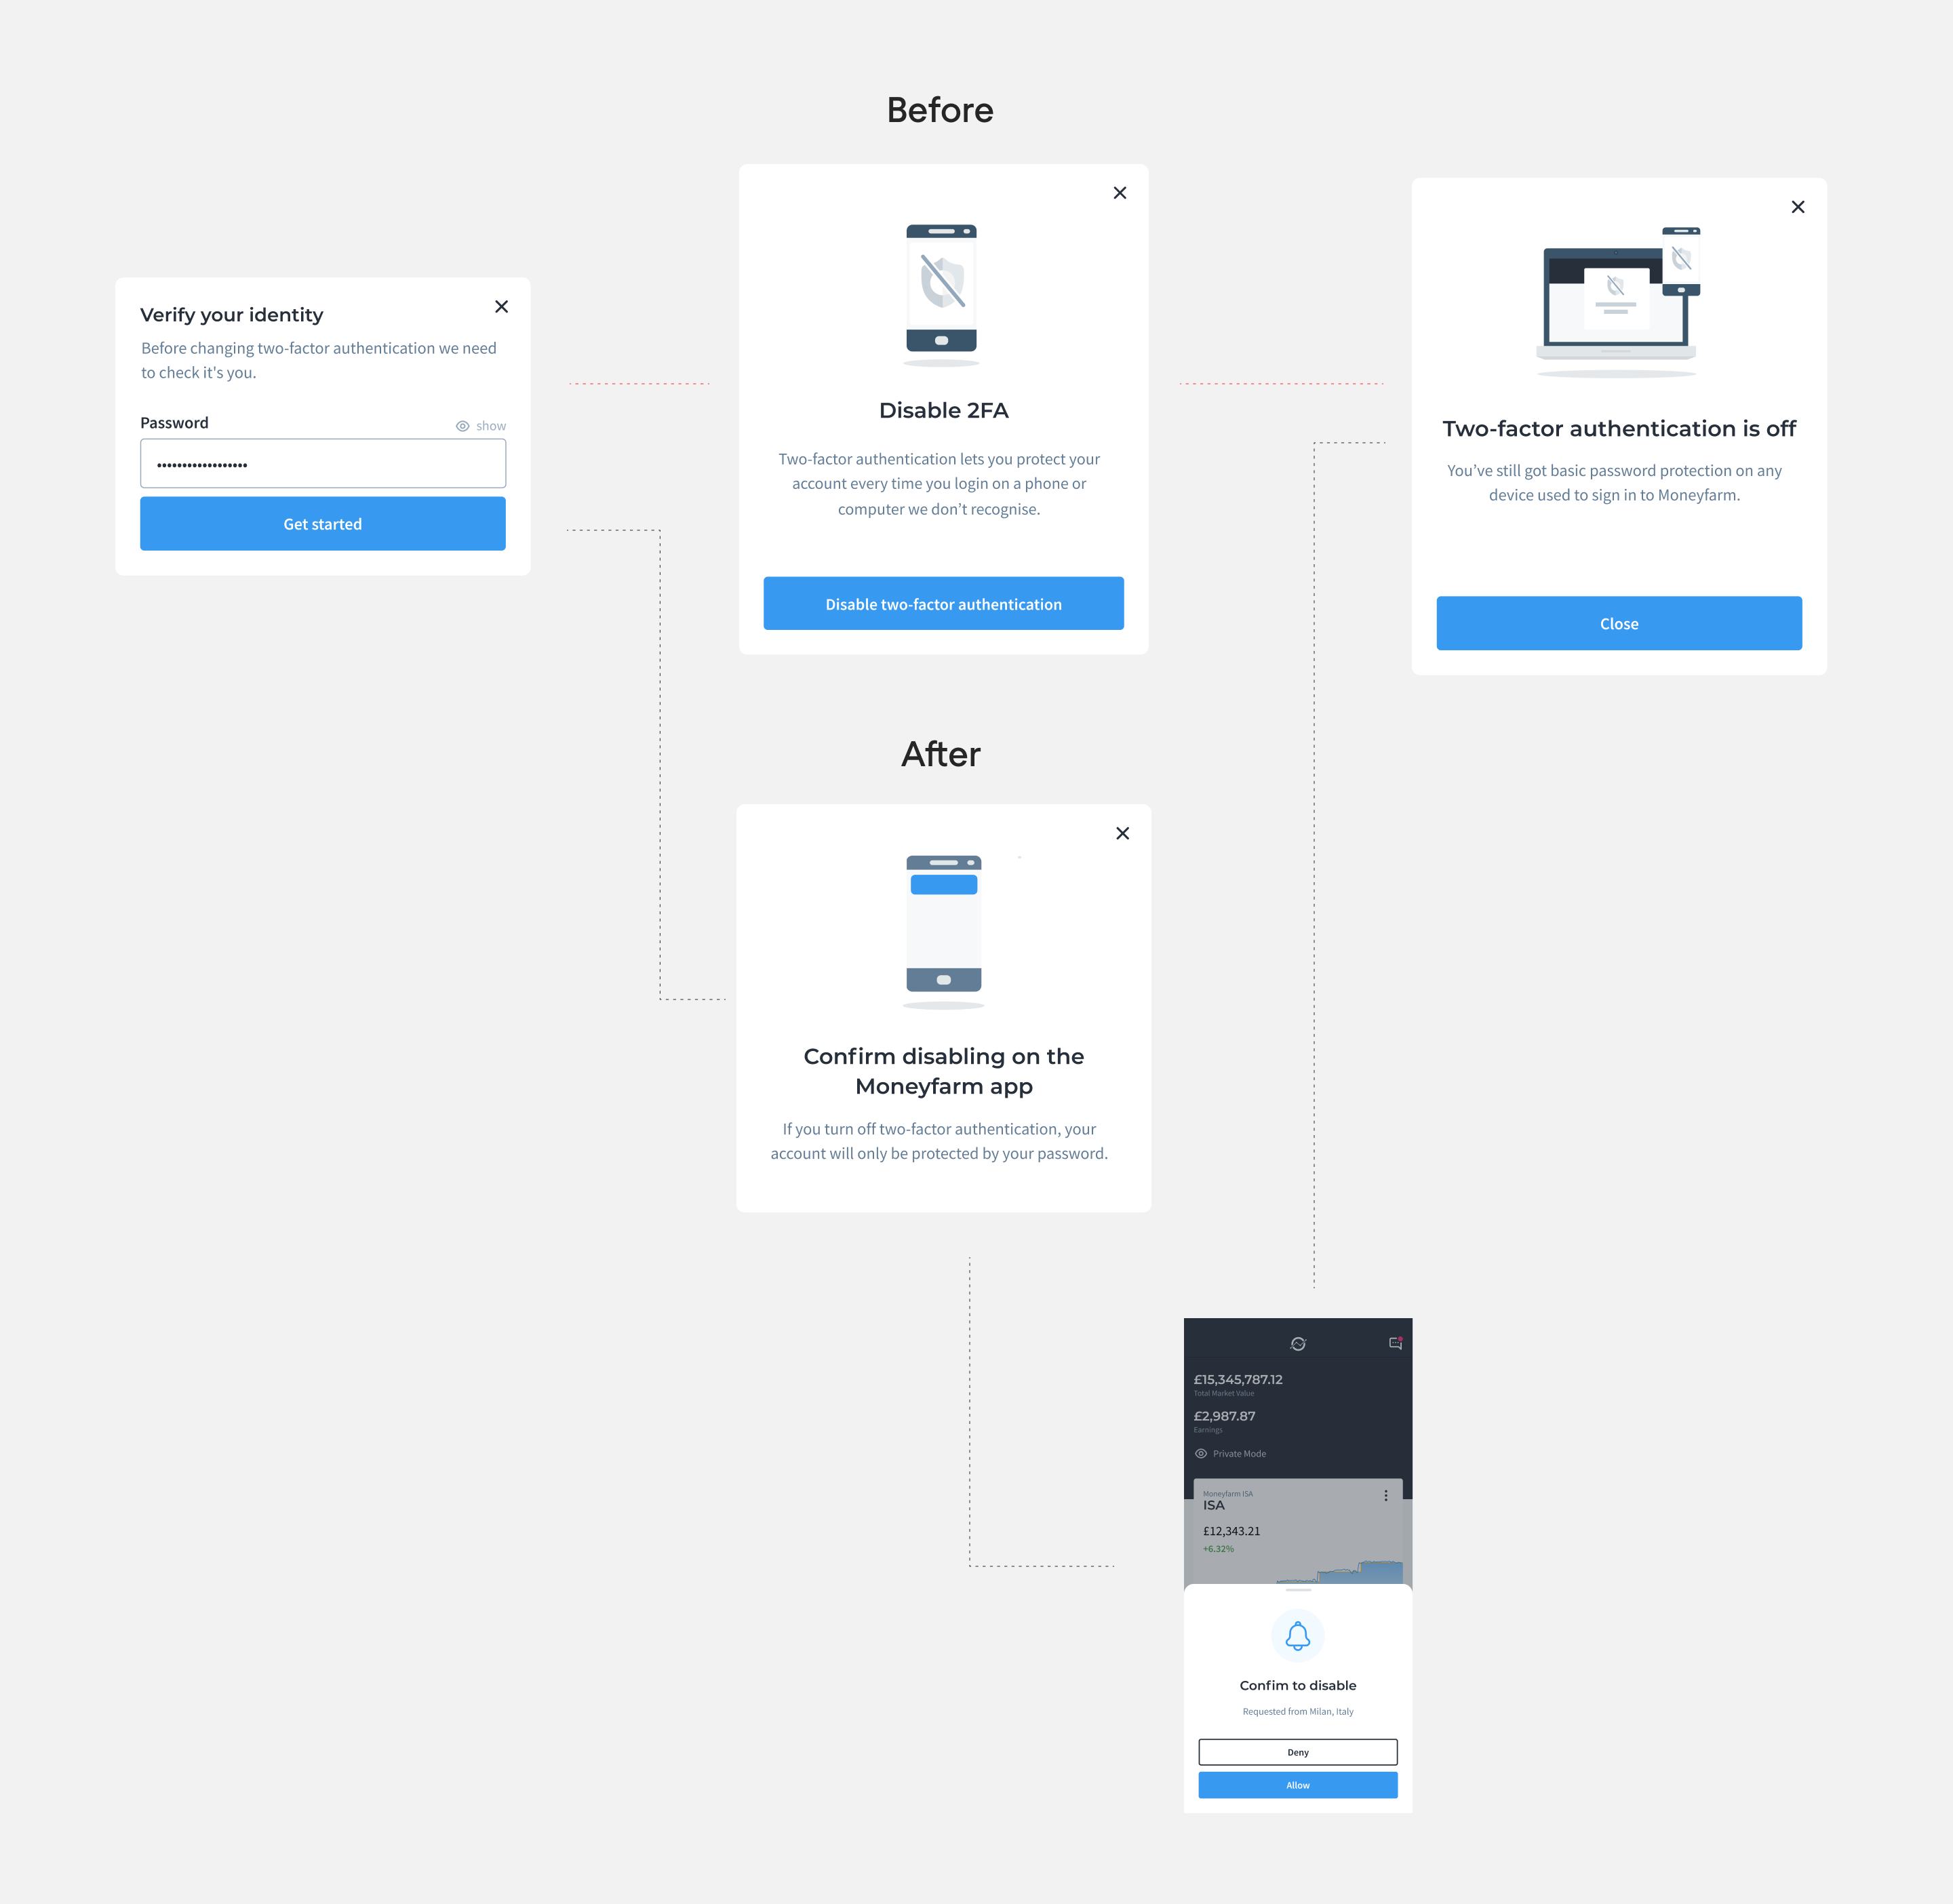 Before
Verify your identity
Before changing two-factor authentication we need
to check it's you.
Password
show
Get started
Disable 2FA
Two-factor authentication lets you protect your
account every time you login on a phone or
computer we don’t recognise.
Disable two-factor authentication
Two-factor authentication is off
You’ve still got basic password protection on any
device used to sign in to Moneyfarm.
Close
After
Confirm disabling on the
Moneyfarm app
If you turn off two-factor authentication, your
account will only be protected by your password.
£15,345,787.12
Total Market Value
£2,987.87
Earnings
Private Mode
Moneyfarm ISA
ISA
£12,343.21
+6.32%
Confim to disable
Requested from Milan, Italy
Deny
Allow